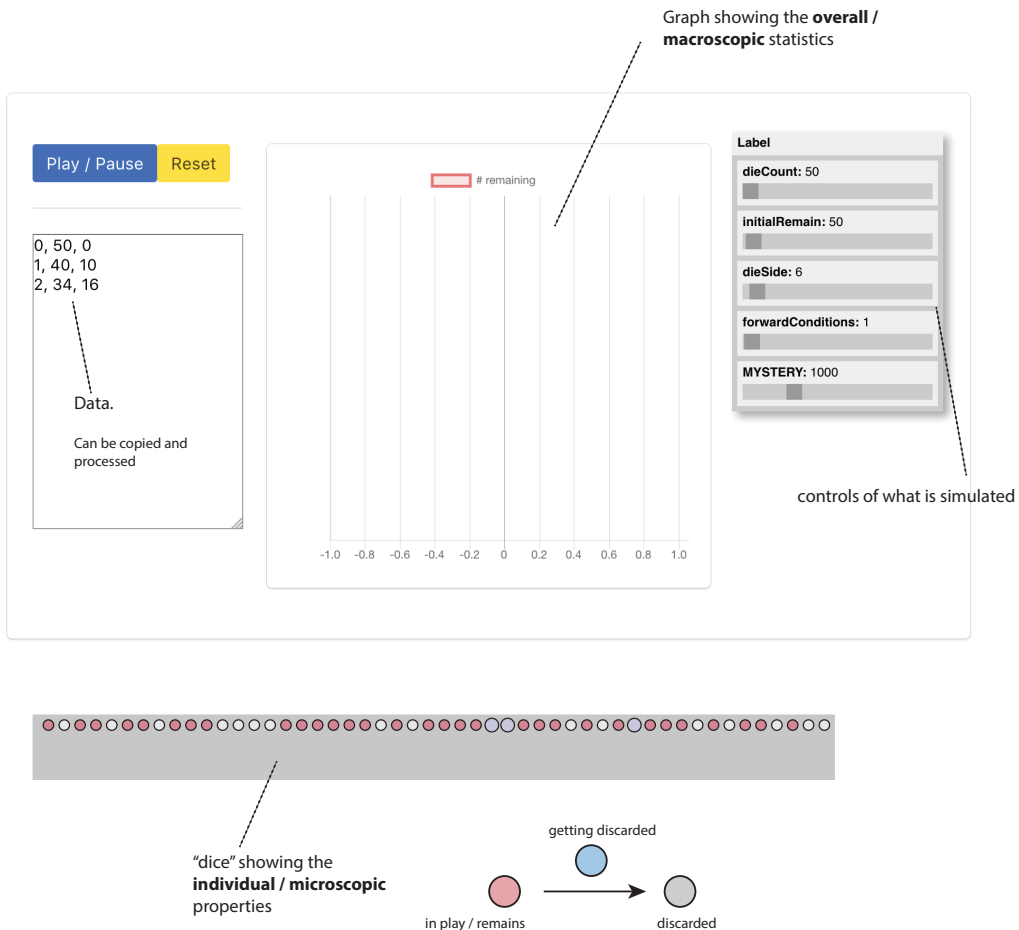 Graph showing the overall /
macroscopic statistics
Play / Pause
Reset
0, 50, 0
1, 40, 10
2, 34, 16
Data.
Can be copied and
processed
# remaining
-1.0 -0.8 -0.6 -0.4 -0.2 0 0.2 0.4 0.6 0.8 1.0
Label
dieCount: 50
initialRemain: 50
dieSide: 6
forwardConditions: 1
MYSTERY: 1000
controls of what is simulated
“dice” showing the
individual / microscopic
properties
getting discarded
in play / remains
discarded